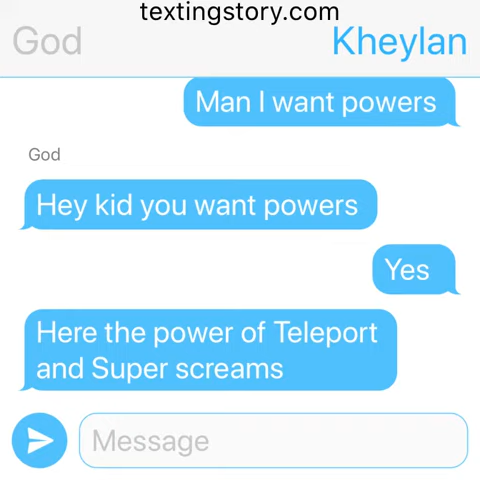 textingstory.com
God
Kheylan
Man I want powers
God
Hey kid you want powers
Yes
Here the power of Teleport
and Super screams
Message